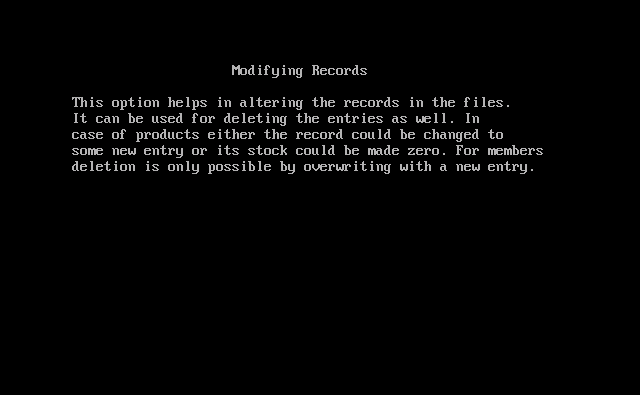 Modifying Records
This option helps in altering the records in the files.
It can be used for deleting the entries as well. In
case of products either the record could be changed to
some new entry or its stock could be made zero. For members
deletion is only possible by overwriting with a new entry.